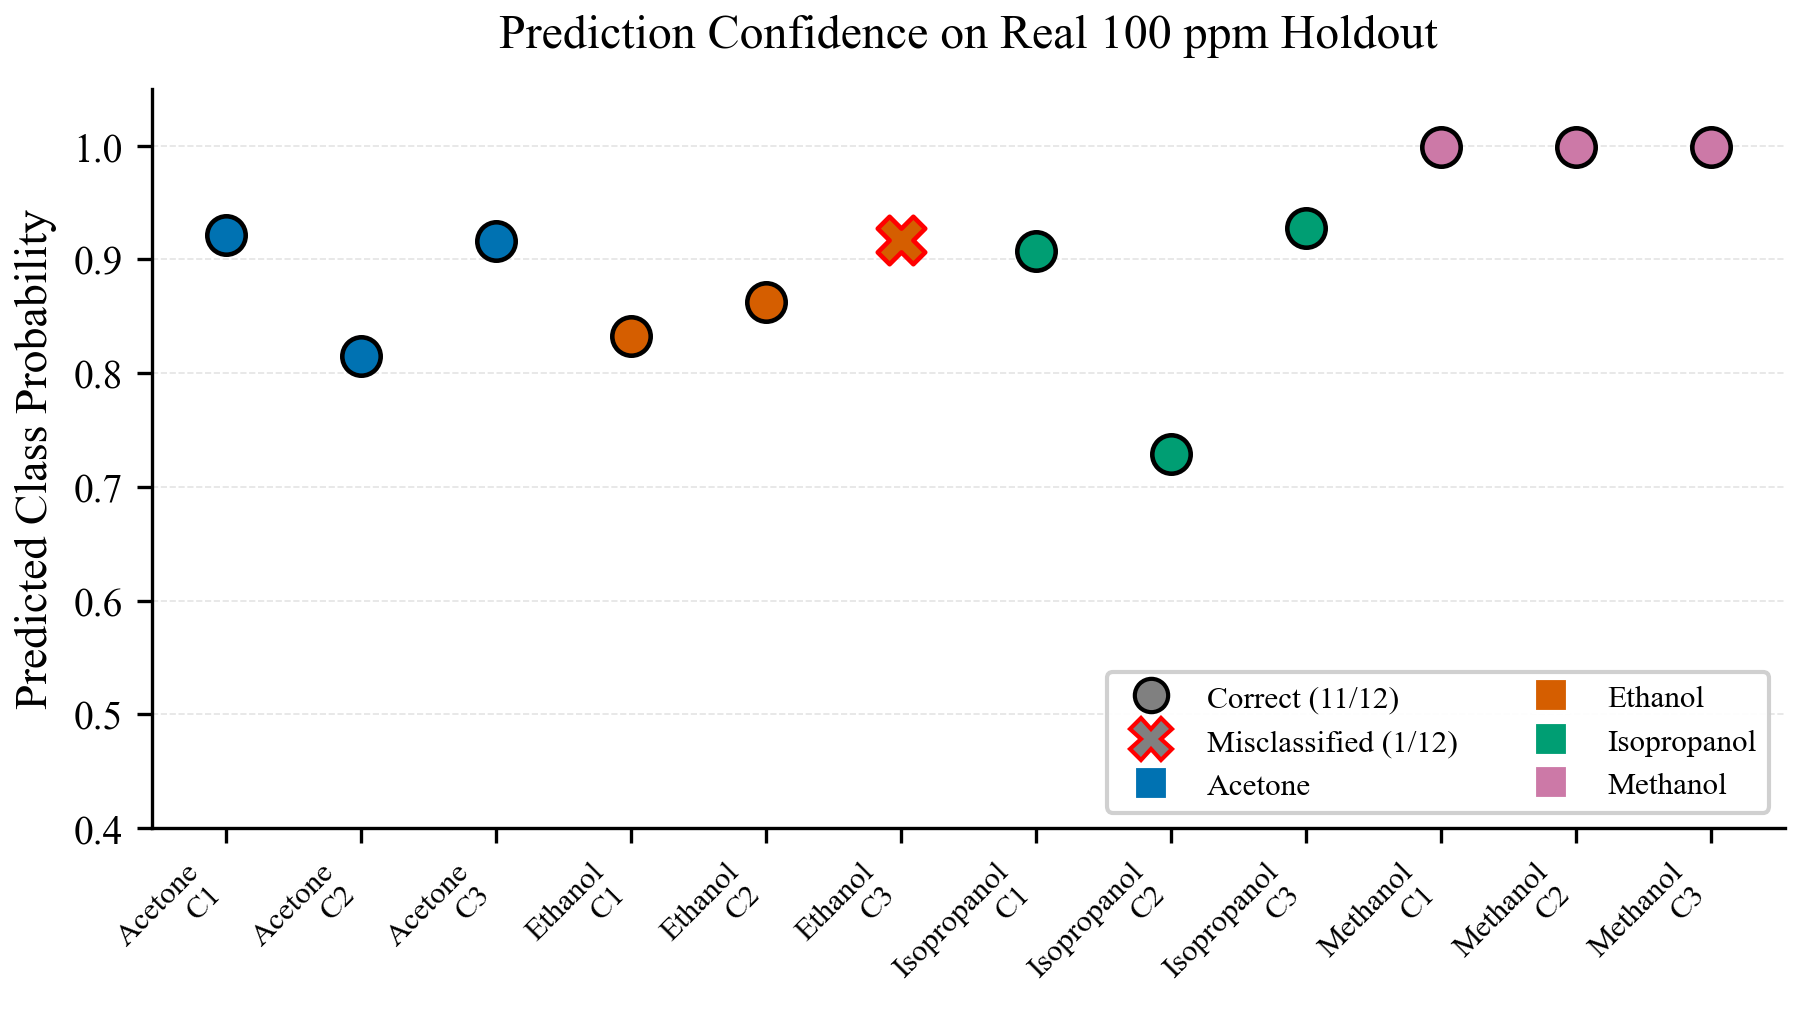 Prediction Confidence on Real 100 ppm Holdout
Predicted Class Probability
1.0
0.9
0.8
0.7
0.6
0.5
0.4
Correct (11/12)
Misclassified (1/12)
Acetone
Ethanol
Isopropanol
Methanol
Acetone
C1
Acetone
C2
Acetone
C3
Ethanol
C1
Ethanol
C2
Ethanol
C3
Isopropanol
C1
Isopropanol
C2
Isopropanol
C3
Methanol
C1
Methanol
C2
Methanol
C3